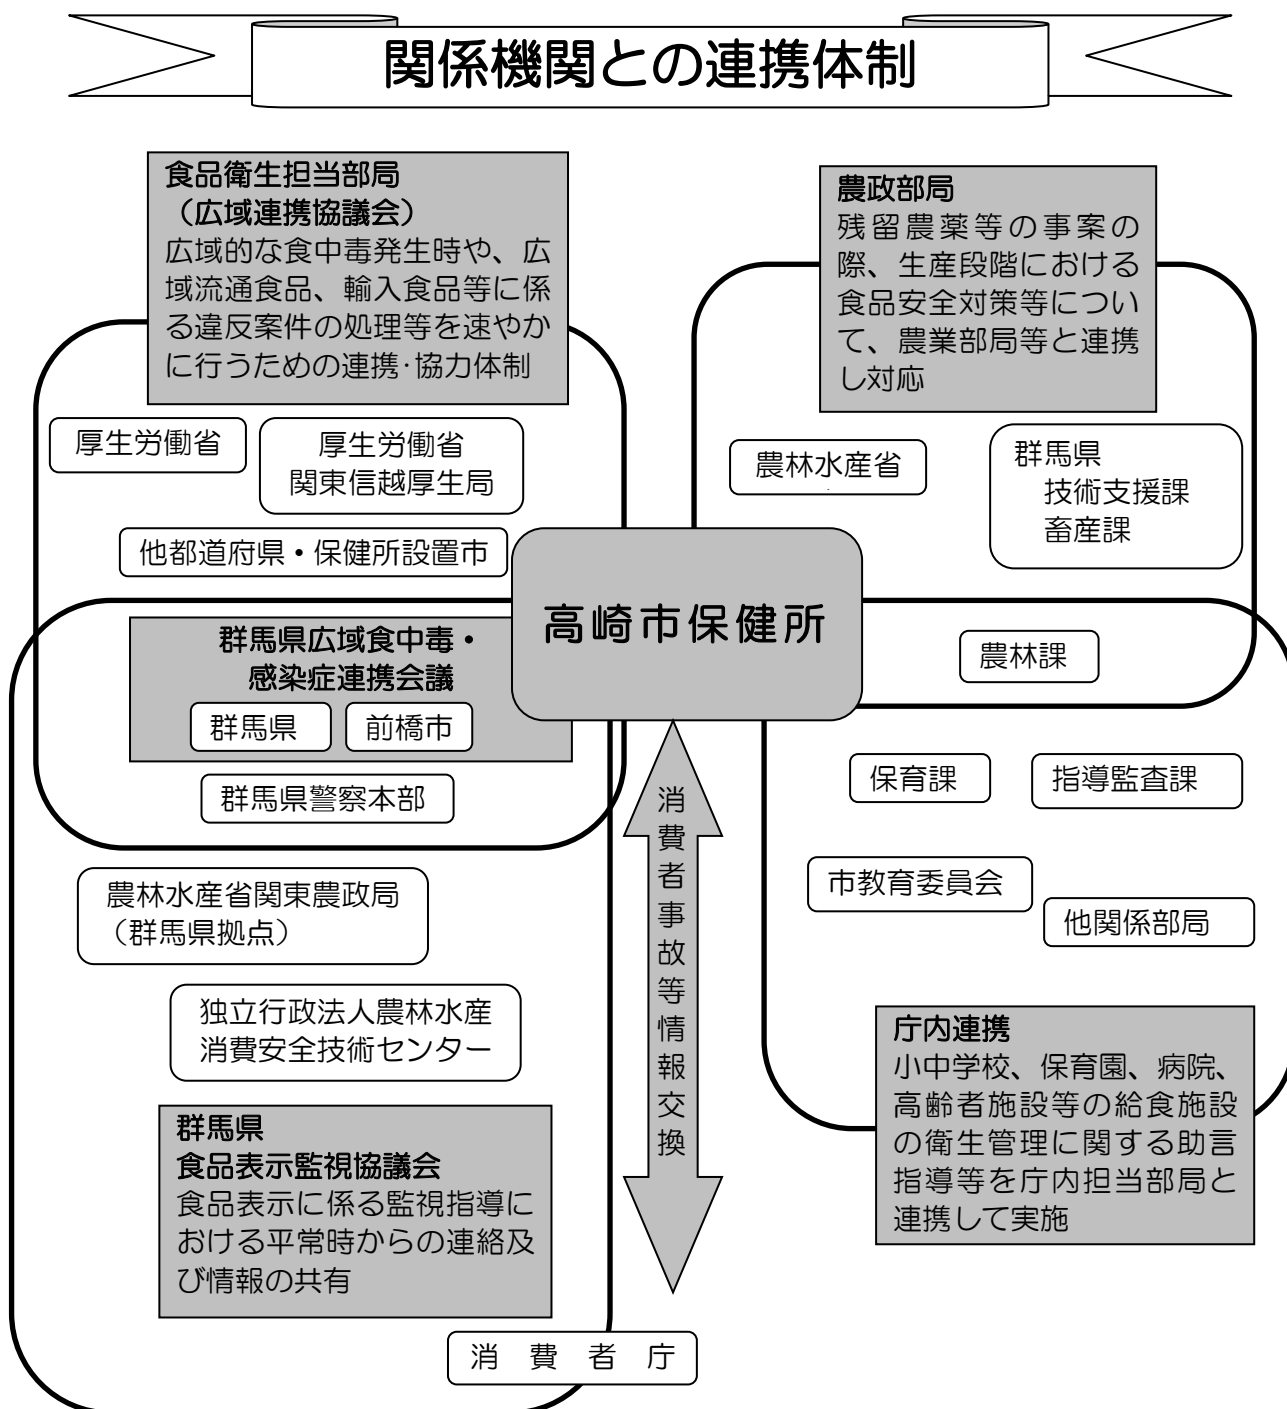 関係機関との連携体制
食品衛生担当部局
（広域連携協議会）
広域的な食中毒発生時や、広
域流通食品、輸入食品等に係
る違反案件の処理等を速やか
に行うための連携･協力体制
厚生労働省
厚生労働省
関東信越厚生局
他都道府県・保健所設置市
農政部局
残留農薬等の事案の
際、生産段階における
食品安全対策等につい
て、農業部局等と連携
し対応
農林水産省
群馬県
技術支援課
畜産課
高崎市保健所
群馬県広域食中毒・
感染症連携会議
群馬県
前橋市
群馬県警察本部
農林課
保育課
指導監査課
市教育委員会
他関係部局
消費者事故等情報交換
農林水産省関東農政局
（群馬県拠点）
独立行政法人農林水産
消費安全技術センター
群馬県
食品表示監視協議会
食品表示に係る監視指導に
おける平常時からの連絡及
び情報の共有
庁内連携
小中学校、保育園、病院、
高齢者施設等の給食施設
の衛生管理に関する助言
指導等を庁内担当部局と
連携して実施
消　費　者　庁